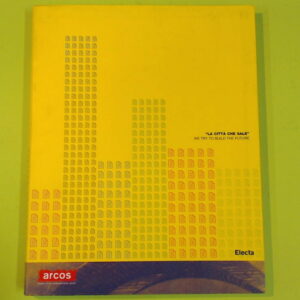 "LA CITTÀ CHE SALE"
WE TRY TO BUILD THE FUTURE
Electa
arcos